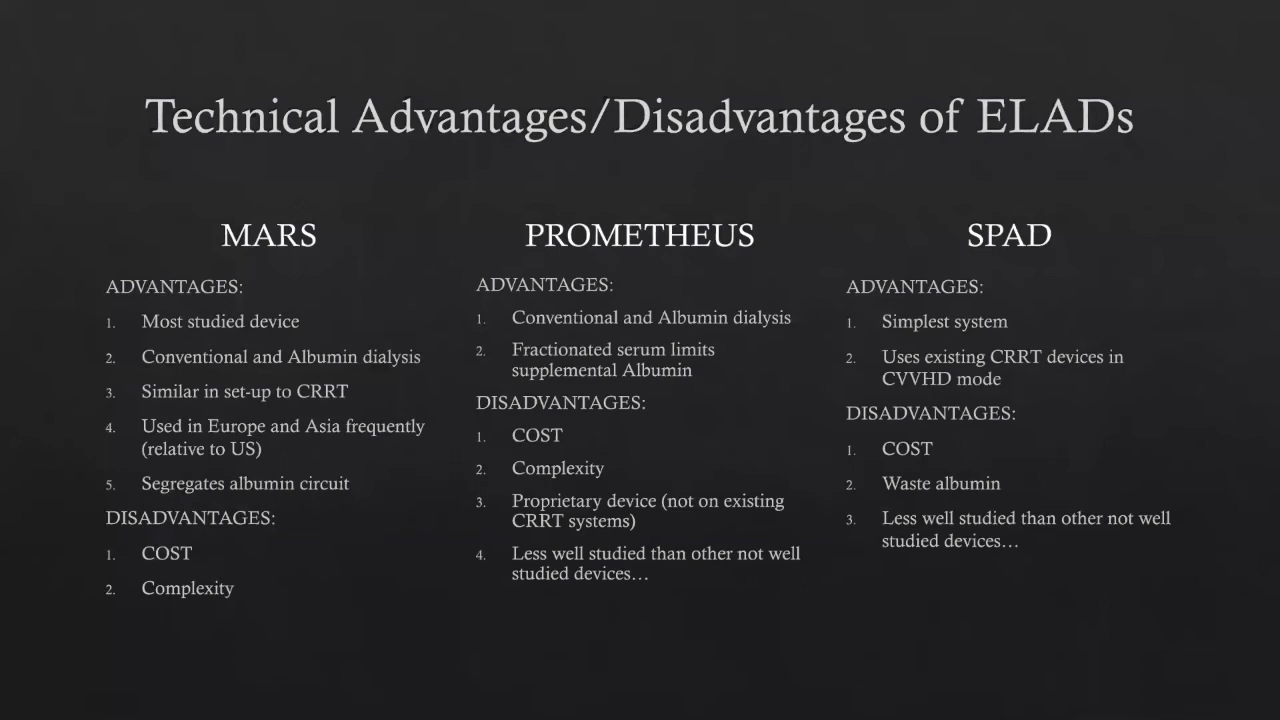 Technical Advantages/Disadvantages of ELADs
MARS
ADVANTAGES:
1. Most studied device
2. Conventional and Albumin dialysis
3. Similar in set-up to CRRT
4. Used in Europe and Asia frequently
(relative to US)
5. Segregates albumin circuit
DISADVANTAGES:
1. COST
2. Complexity
PROMETHEUS
ADVANTAGES:
1. Conventional and Albumin dialysis
2. Fractionated serum limits
supplemental Albumin
DISADVANTAGES:
1. COST
2. Complexity
3. Proprietary device (not on existing
CRRT systems)
4. Less well studied than other not well
studied devices…
SPAD
ADVANTAGES:
1. Simplest system
2. Uses existing CRRT devices in
CVVHD mode
DISADVANTAGES:
1. COST
2. Waste albumin
3. Less well studied than other not well
studied devices…